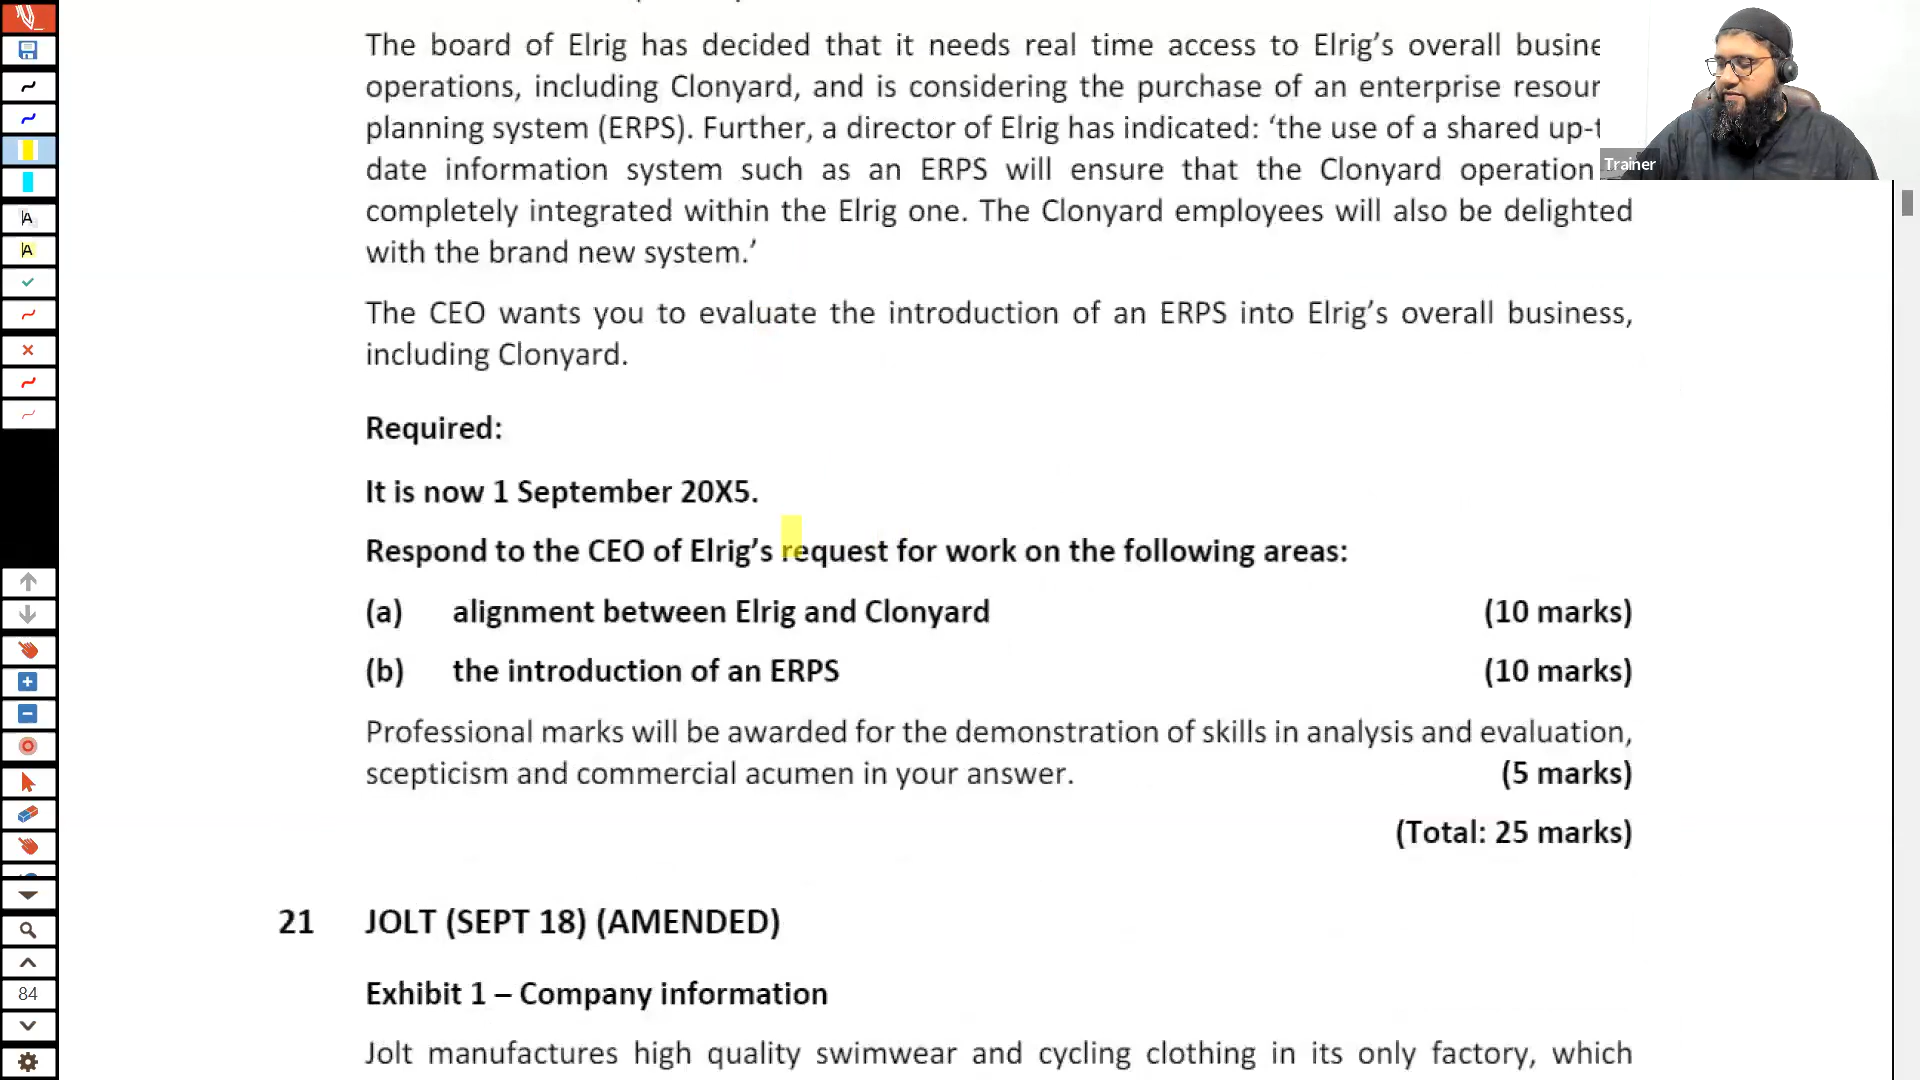 The board of Elrig has decided that it needs real time access to Elrig's overall busine
operations, including Clonyard, and is considering the purchase of an enterprise resour
planning system (ERPS). Further, a director of Elrig has indicated: 'the use of a shared up-t
date information system such as an ERPS will ensure that the Clonyard operation
completely integrated within the Elrig one. The Clonyard employees will also be delighted
with the brand new system.'
Trainer
The CEO wants you to evaluate the introduction of an ERPS into Elrig's overall business,
including Clonyard.
Required:
It is now 1 September 20X5.
Respond to the CEO of Elrig's request for work on the following areas:
(a) alignment between Elrig and Clonyard (10 marks)
(b) the introduction of an ERPS (10 marks)
Professional marks will be awarded for the demonstration of skills in analysis and evaluation,
scepticism and commercial acumen in your answer. (5 marks)
(Total: 25 marks)
21 JOLT (SEPT 18) (AMENDED)
Exhibit 1 – Company information
Jolt manufactures high quality swimwear and cycling clothing in its only factory, which
A
A
84